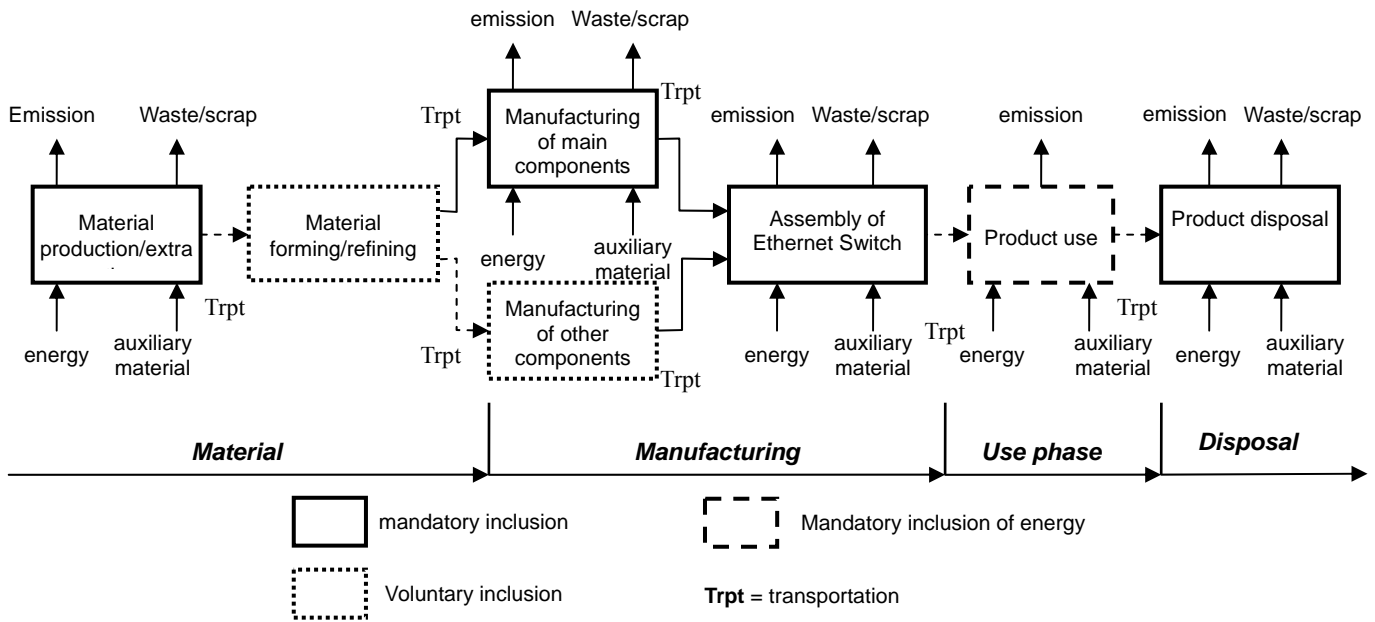 emission
Waste/scrap
Trpt
Trpt
Manufacturing
of main
components
Emission
Waste/scrap
emission
Waste/scrap
emission
emission
Waste/scrap
Material
production/extra
Material
forming/refining
energy
auxiliary
material
Assembly of
Ethernet Switch
Product use
Product disposal
Trpt
energy
auxiliary
material
Trpt
Manufacturing
of other
components
Trpt
energy
auxiliary
material
Trpt
energy
auxiliary
material
Trpt
energy
auxiliary
material
Material
Manufacturing
Use phase
Disposal
mandatory inclusion
Mandatory inclusion of energy
Voluntary inclusion
Trpt = transportation